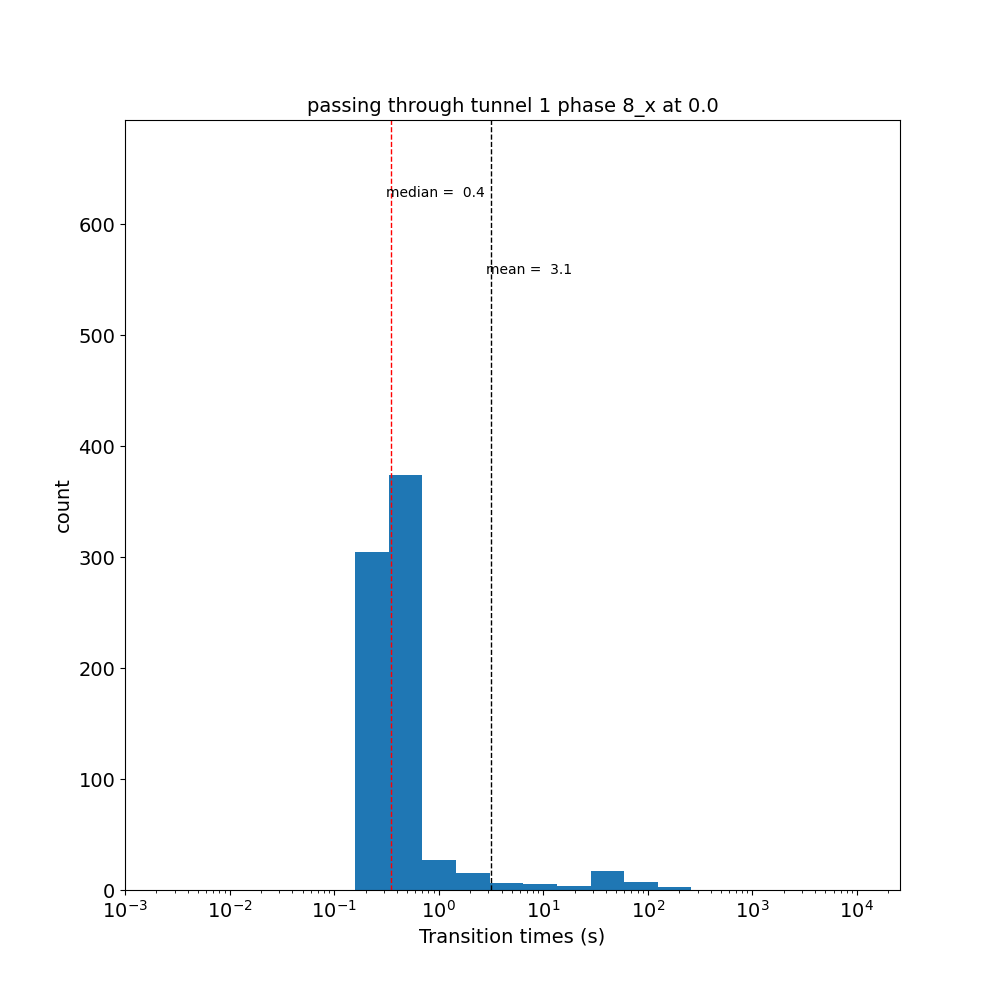 passing through tunnel 1 phase 8_x at 0.0
median =  0.4
mean =  3.1
600
500
400
300
200
100
0
count
10⁻³ 10⁻² 10⁻¹ 10⁰ 10¹ 10² 10³ 10⁴
Transition times (s)